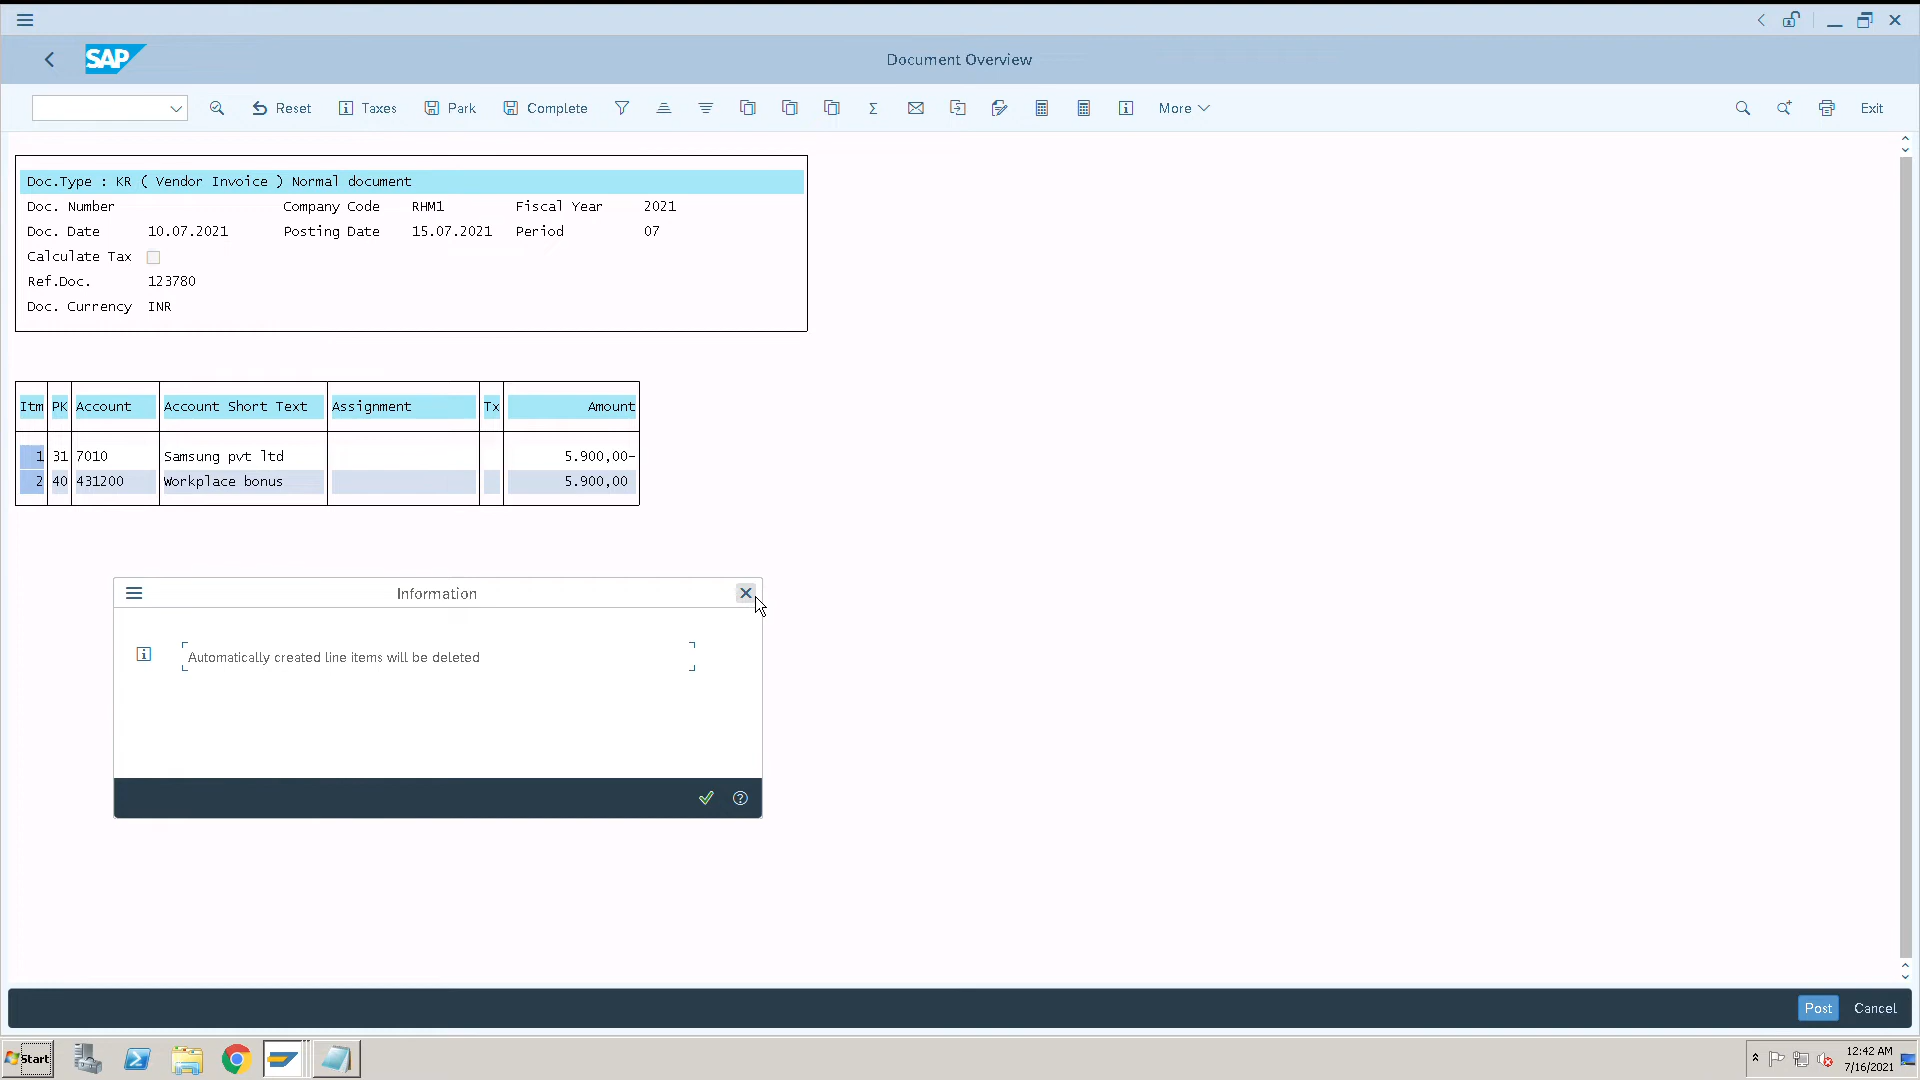 SAP
Document Overview
Reset Taxes Park Complete More Exit
Doc.Type : KR ( Vendor Invoice ) Normal document
Doc. Number Company Code RHM1 Fiscal Year 2021
Doc. Date 10.07.2021 Posting Date 15.07.2021 Period 07
Calculate Tax
Ref.Doc. 123780
Doc. Currency INR
Itm PK Account Account Short Text Assignment Tx Amount
1 31 7010 Samsung pvt ltd 5.900,00-
2 40 431200 Workplace bonus 5.900,00
Information
Automatically created line items will be deleted
Post Cancel
Start
12:42 AM
7/16/2021